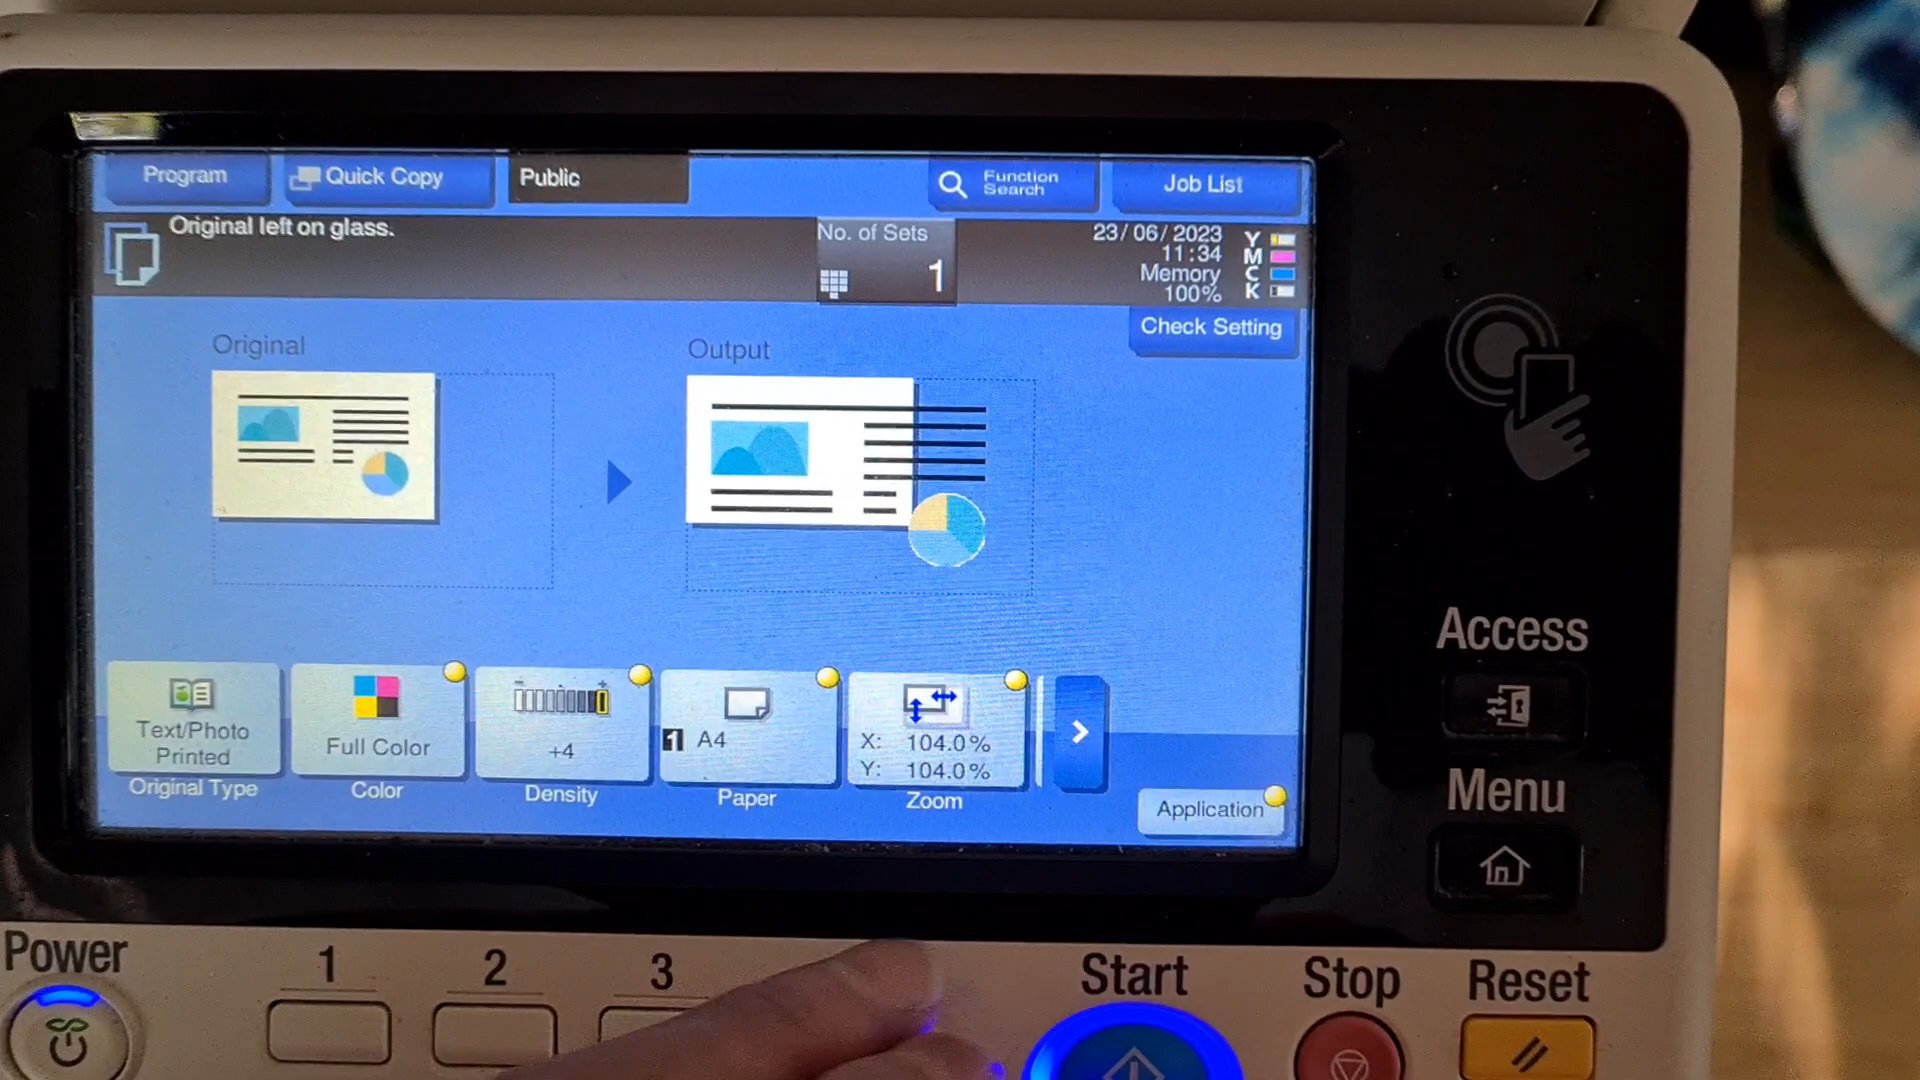 Program
Quick Copy
Public
Function
Search
Job List
Original left on glass.
No. of Sets
1
23/06/2023
11:34
Memory
100%
Y
M
C
K
Check Setting
Original
Output
Text/Photo
Printed
Original Type
Full Color
Color
- +
+4
Density
1 A4
Paper
X: 104.0%
Y: 104.0%
Zoom
Application
Access
Menu
Power
1
2
3
Start
Stop
Reset